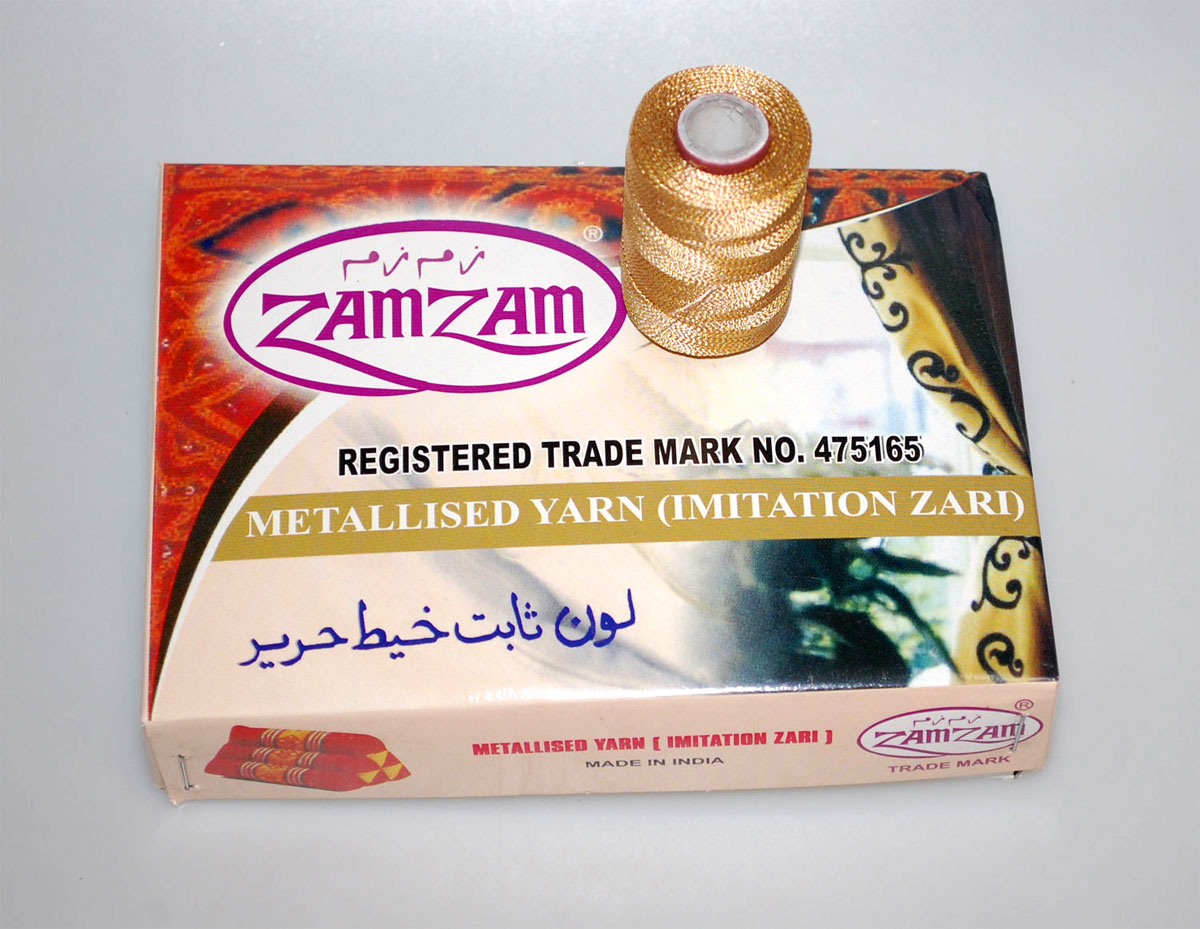 زم زم
ZAMZAM ®
REGISTERED TRADE MARK NO. 475165
METALLISED YARN (IMITATION ZARI)
لون ثابت خيط حرير
METALLISED YARN ( IMITATION ZARI )
MADE IN INDIA
®
زم زم
ZAMZAM
TRADE MARK